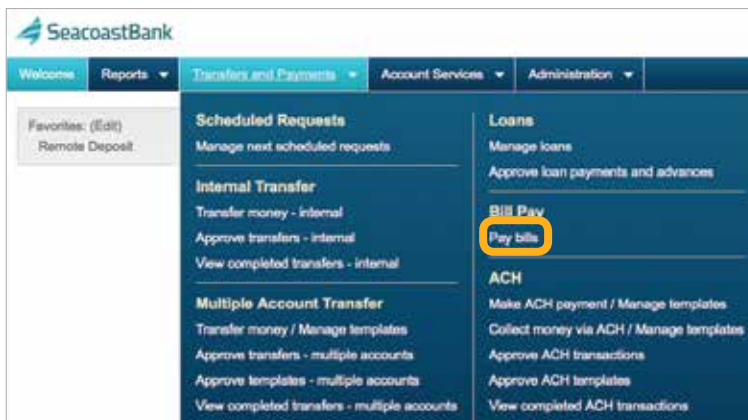 SeacoastBank
Welcome
Reports
Transfers and Payments
Account Services
Administration
Favorites: (Edit)
Remote Deposit
Scheduled Requests
Manage next scheduled requests
Internal Transfer
Transfer money - internal
Approve transfers - internal
View completed transfers - internal
Multiple Account Transfer
Transfer money / Manage templates
Approve transfers - multiple accounts
Approve templates - multiple accounts
View completed transfers - multiple accounts
Loans
Manage loans
Approve loan payments and advances
Bill Pay
Pay bills
ACH
Make ACH payment / Manage templates
Collect money via ACH / Manage templates
Approve ACH transactions
Approve ACH templates
View completed ACH transactions